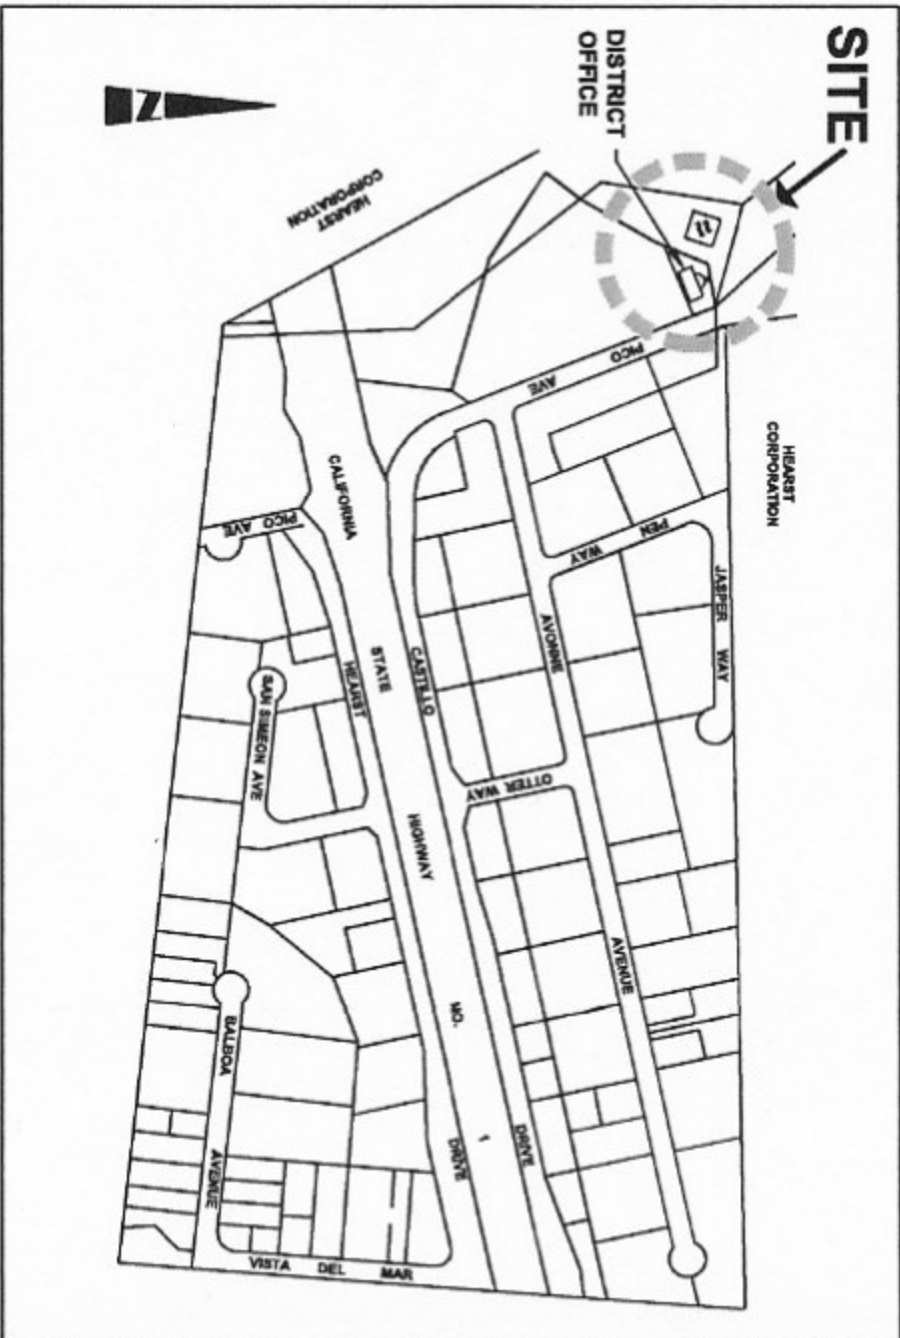 SITE
DISTRICT
OFFICE
N
HEARST
CORPORATION
HEARST
CORPORATION
PICO
AVE
PEN
WAY
JASPER WAY
AVONNE
AVENUE
OTTER WAY
CASTILLO
DRIVE
CALIFORNIA
STATE
HIGHWAY
NO.
1
HEARST
DRIVE
PICO AVE
SAN SIMEON AVE
BALBOA
AVENUE
VISTA DEL MAR